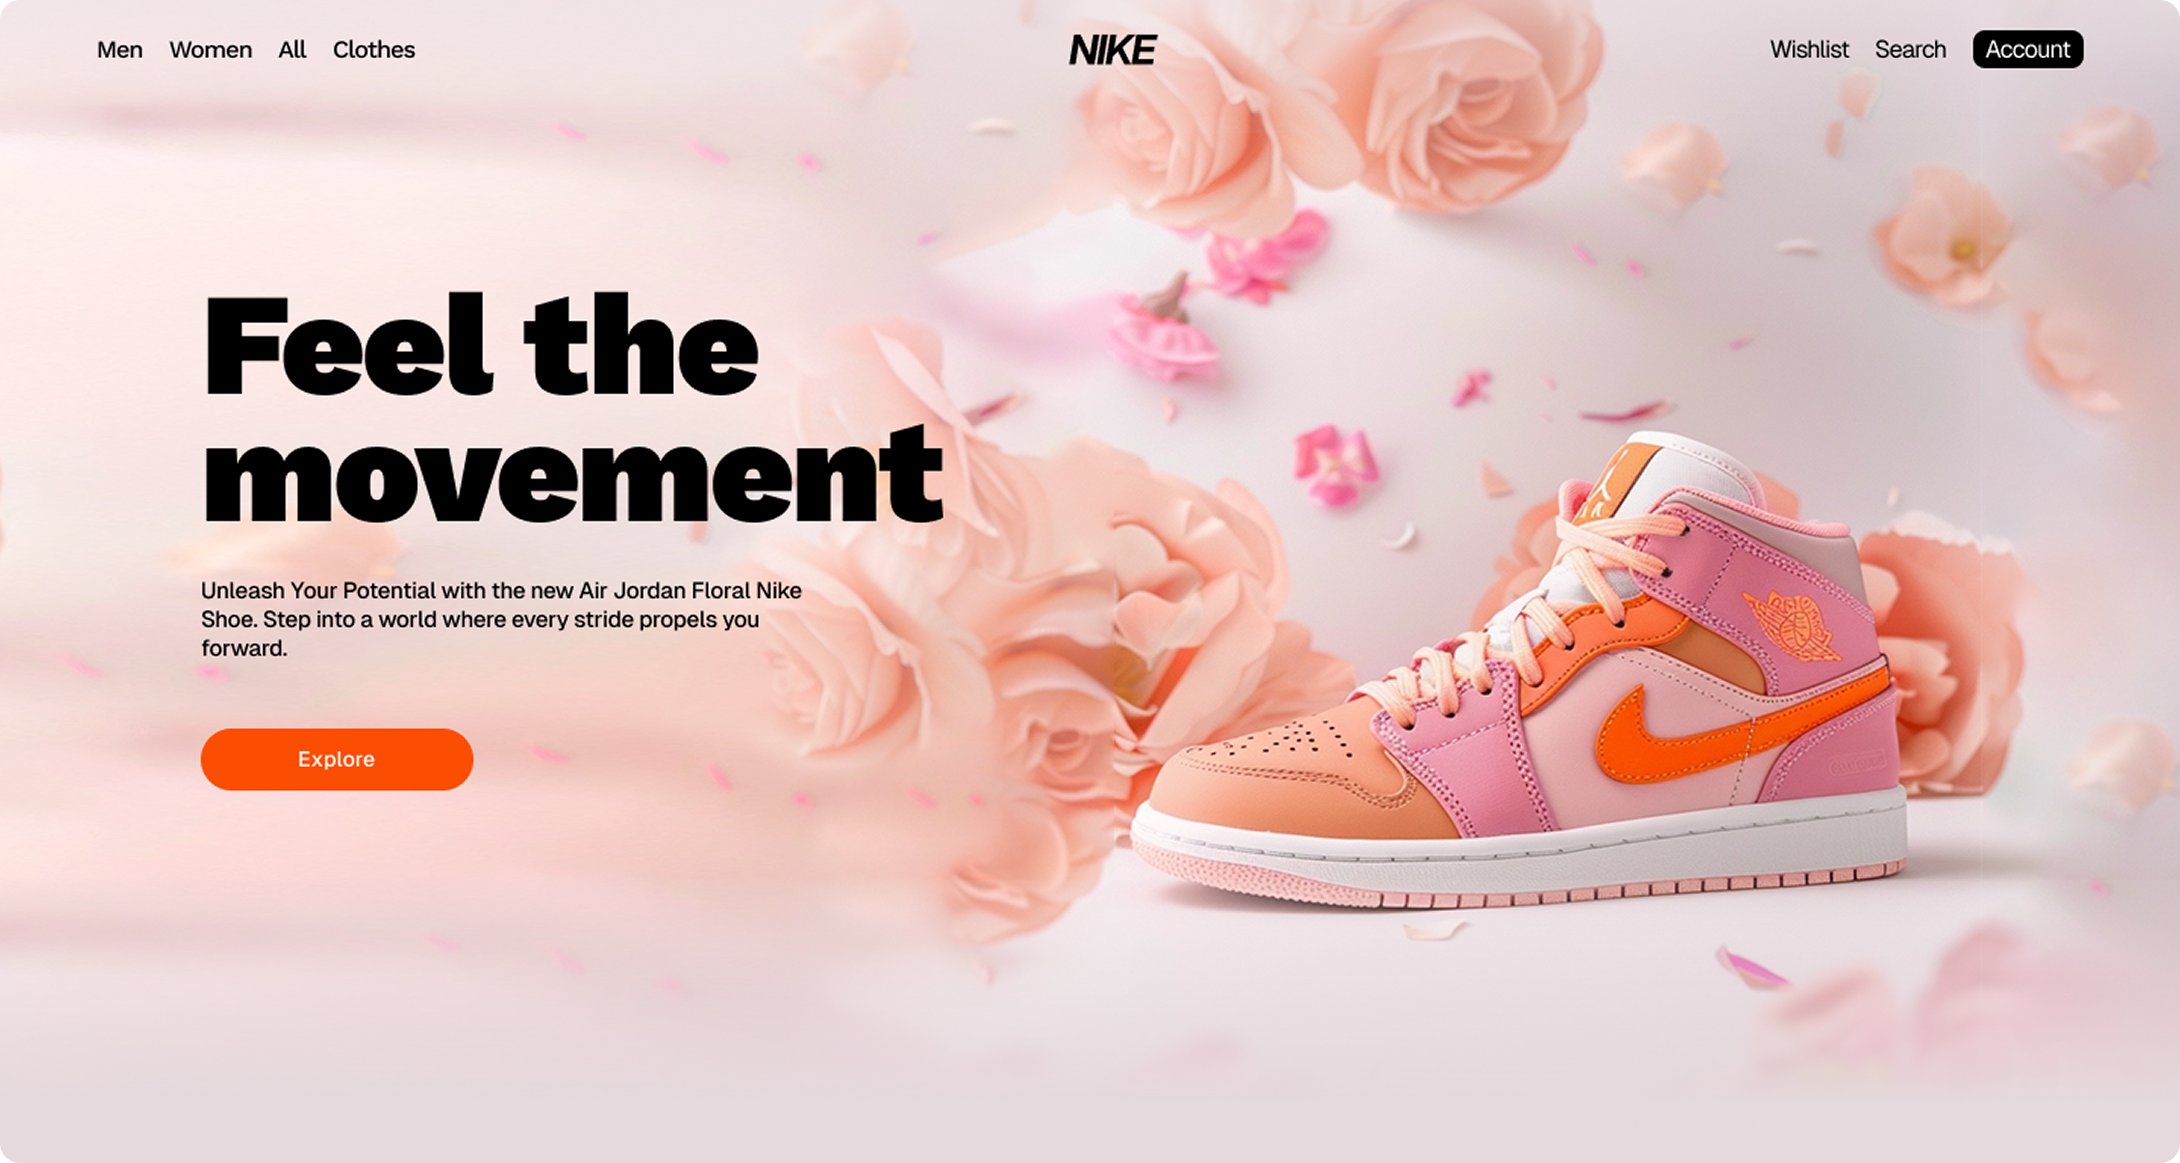 Men Women All Clothes NIKE Wishlist Search Account
Feel the
movement
Unleash Your Potential with the new Air Jordan Floral Nike
Shoe. Step into a world where every stride propels you
forward.
Explore